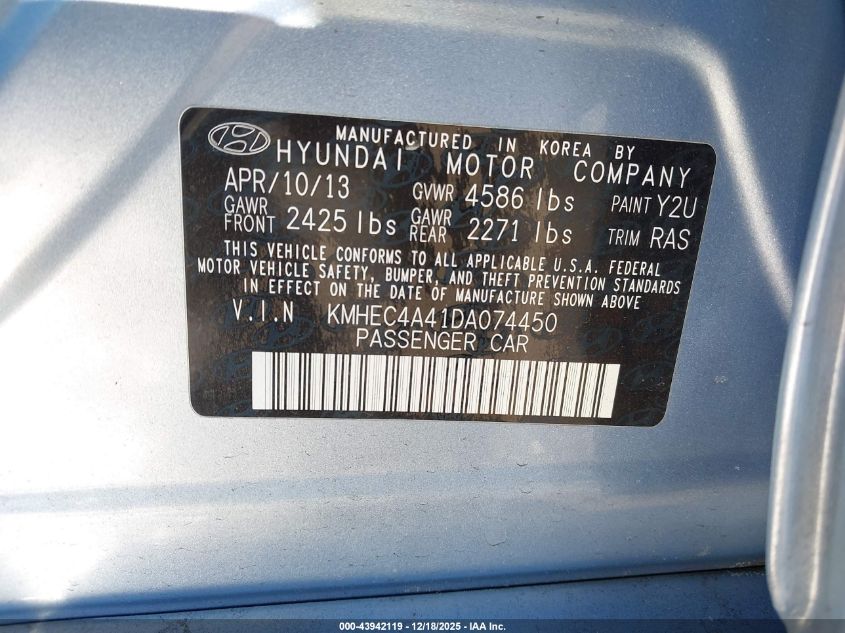 MANUFACTURED IN KOREA BY
HYUNDAI MOTOR COMPANY
APR/10/13 GVWR 4586 lbs PAINT Y2U
GAWR FRONT 2425 lbs GAWR REAR 2271 lbs TRIM RAS
THIS VEHICLE CONFORMS TO ALL APPLICABLE U.S.A. FEDERAL
MOTOR VEHICLE SAFETY, BUMPER, AND THEFT PREVENTION STANDARDS
IN EFFECT ON THE DATE OF MANUFACTURE SHOWN ABOVE
V.I.N KMHEC4A41DA074450
PASSENGER CAR
000-43942119 - 12/18/2025 - IAA Inc.